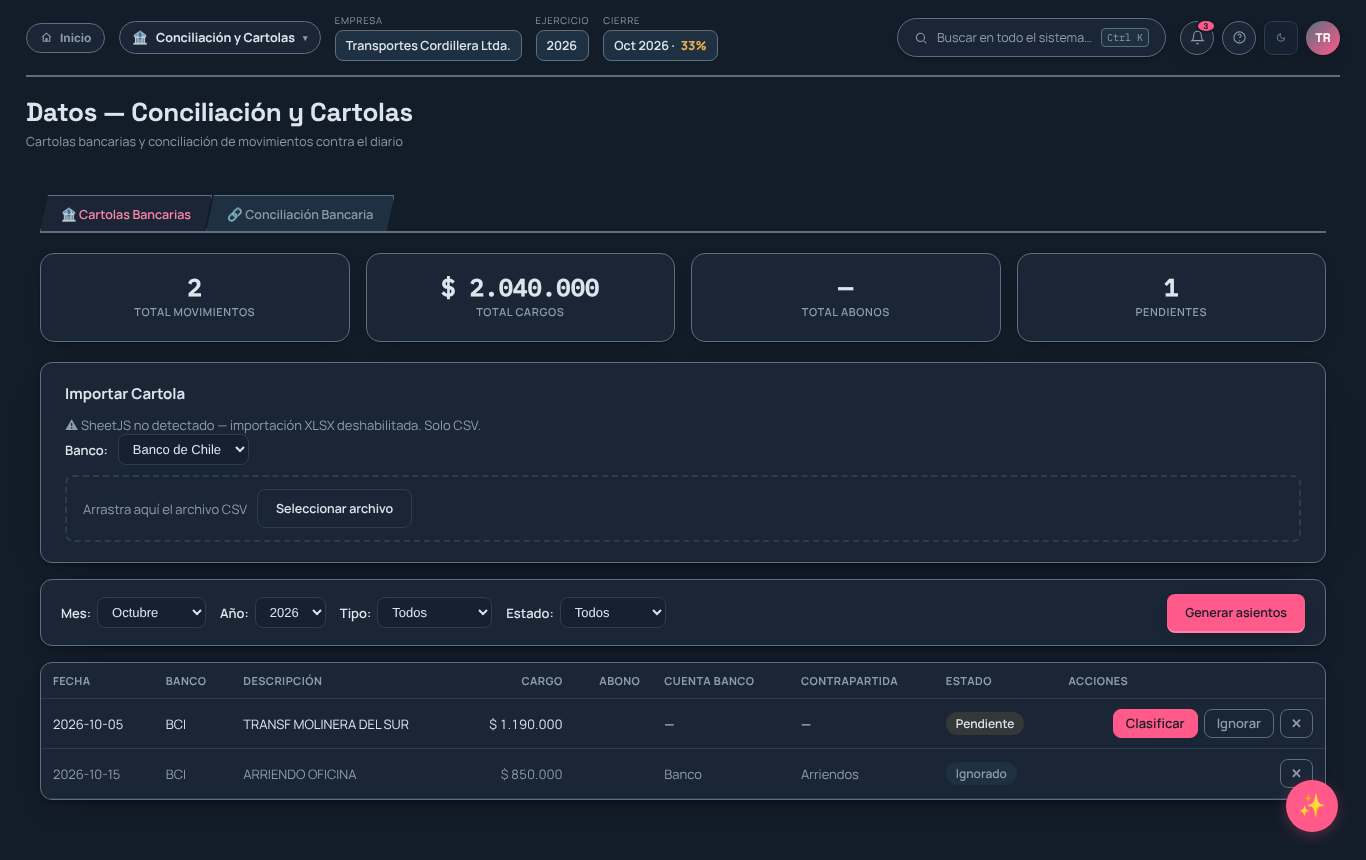 Inicio
Conciliación y Cartolas
EMPRESA
Transportes Cordillera Ltda.
EJERCICIO
2026
CIERRE
Oct 2026 · 33%
Buscar en todo el sistema... Ctrl K
3
TR
Datos — Conciliación y Cartolas
Cartolas bancarias y conciliación de movimientos contra el diario
Cartolas Bancarias
Conciliación Bancaria
2
TOTAL MOVIMIENTOS
$ 2.040.000
TOTAL CARGOS
—
TOTAL ABONOS
1
PENDIENTES
Importar Cartola
⚠ SheetJS no detectado — importación XLSX deshabilitada. Solo CSV.
Banco: Banco de Chile
Arrastra aquí el archivo CSV Seleccionar archivo
Mes: Octubre Año: 2026 Tipo: Todos Estado: Todos Generar asientos
FECHA BANCO DESCRIPCIÓN CARGO ABONO CUENTA BANCO CONTRAPARTIDA ESTADO ACCIONES
2026-10-05 BCI TRANSF MOLINERA DEL SUR $ 1.190.000 — — Pendiente Clasificar Ignorar ✕
2026-10-15 BCI ARRIENDO OFICINA $ 850.000 Banco Arriendos Ignorado ✕